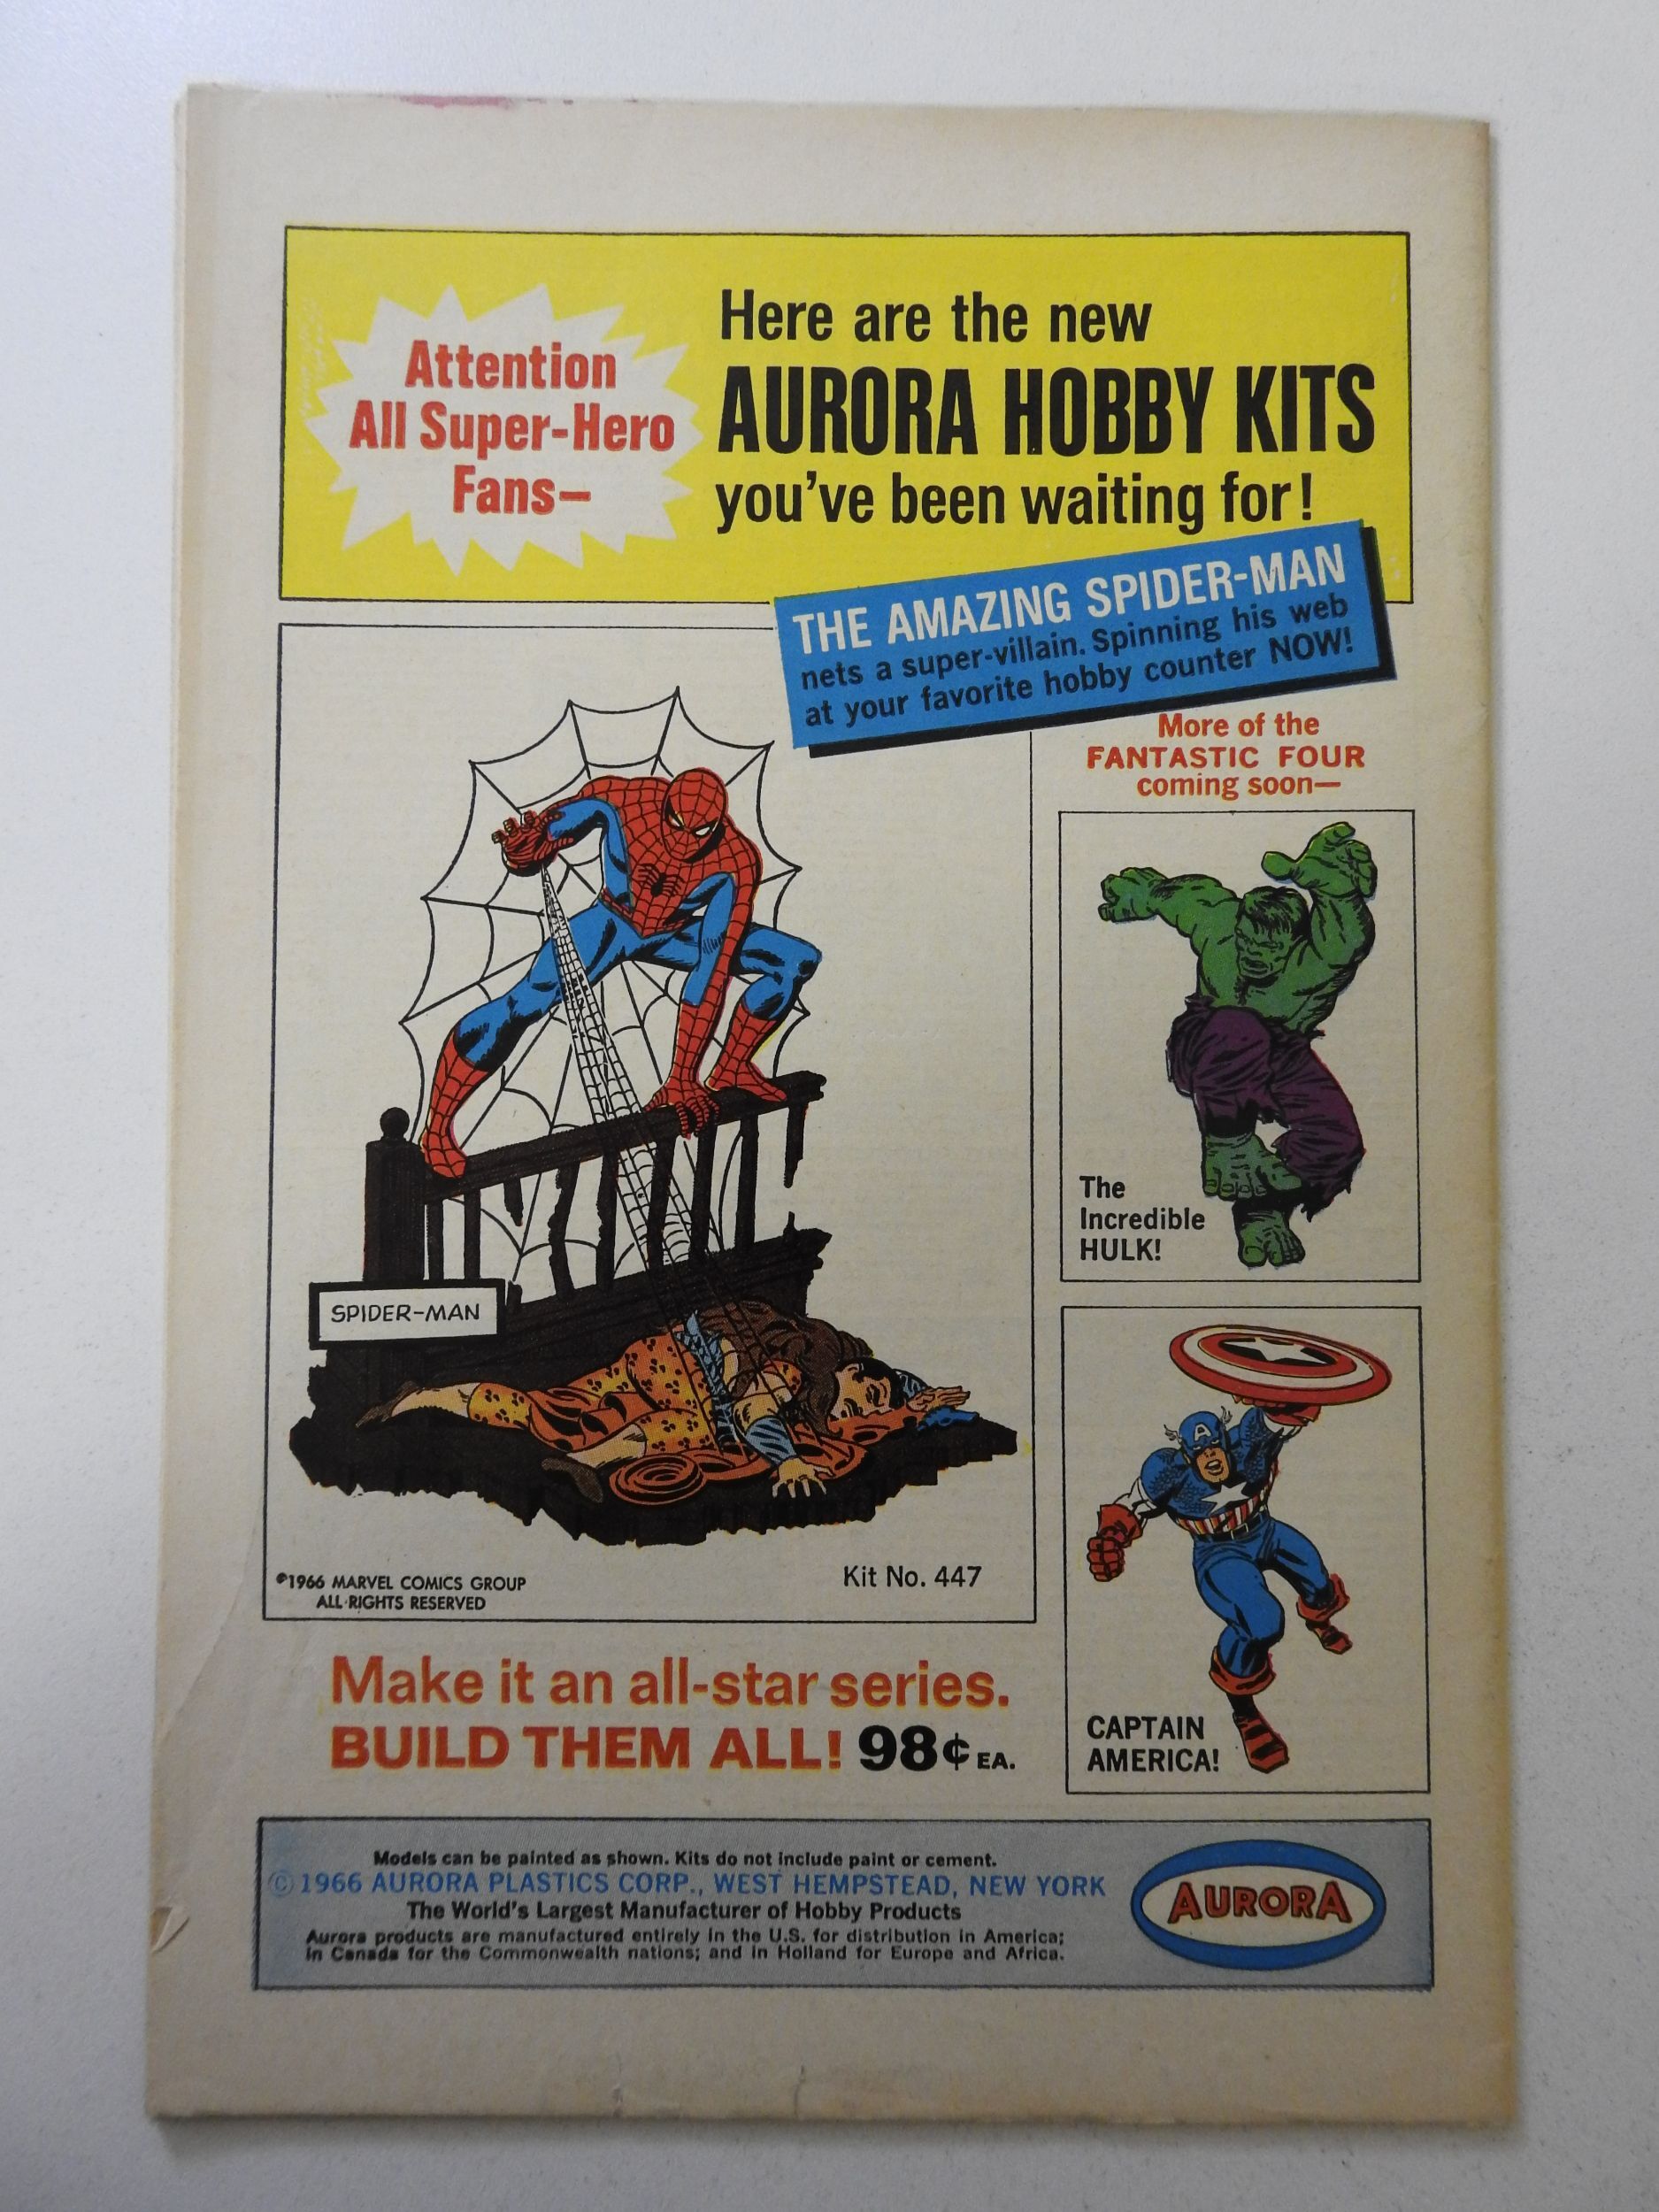 Attention
All Super-Hero
Fans—
Here are the new
AURORA HOBBY KITS
you've been waiting for!
THE AMAZING SPIDER-MAN
nets a super-villain. Spinning his web
at your favorite hobby counter NOW!
More of the
FANTASTIC FOUR
coming soon—
The
Incredible
HULK!
SPIDER-MAN
A
CAPTAIN
AMERICA!
©1966 MARVEL COMICS GROUP
ALL RIGHTS RESERVED
Kit No. 447
Make it an all-star series.
BUILD THEM ALL! 98¢ EA.
Models can be painted as shown. Kits do not include paint or cement.
© 1966 AURORA PLASTICS CORP., WEST HEMPSTEAD, NEW YORK
The World's Largest Manufacturer of Hobby Products
Aurora products are manufactured entirely in the U.S. for distribution in America;
in Canada for the Commonwealth nations; and in Holland for Europe and Africa.
AURORA